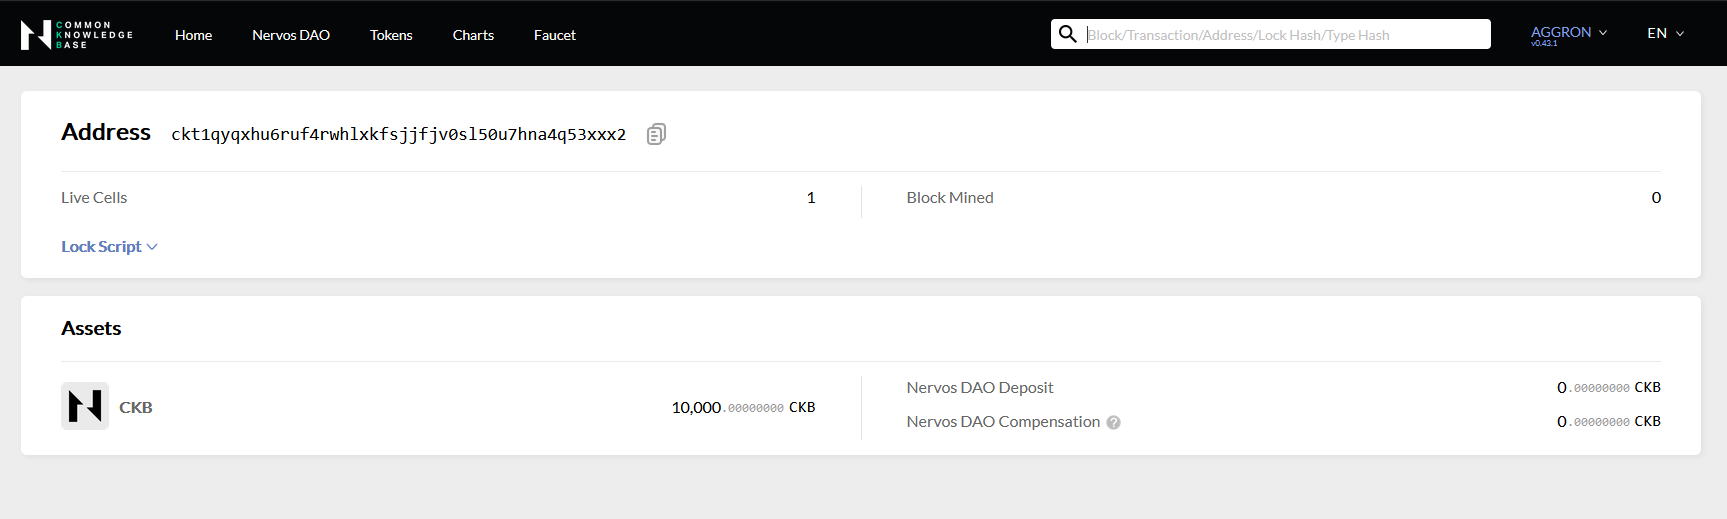 COMMON
KNOWLEDGE
BASE
Home
Nervos DAO
Tokens
Charts
Faucet
Block/Transaction/Address/Lock Hash/Type Hash
AGGRON
v0.43.1
EN
Address ckt1qyqxhu6ruf4rwhlxkfsjjfjv0sl50u7hna4q53xxx2
Live Cells 1
Block Mined 0
Lock Script
Assets
CKB 10,000.00000000 CKB
Nervos DAO Deposit 0.00000000 CKB
Nervos DAO Compensation ? 0.00000000 CKB